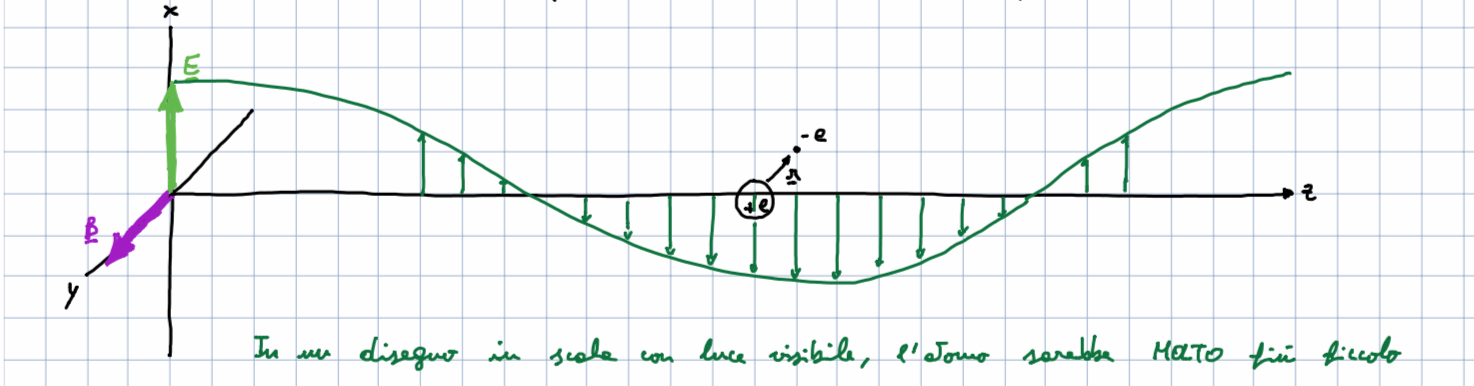 x
E
-e
r
+e
z
B
y
In un disegno in scala con luce visibile, l'atomo sarebbe MOLTO più piccolo